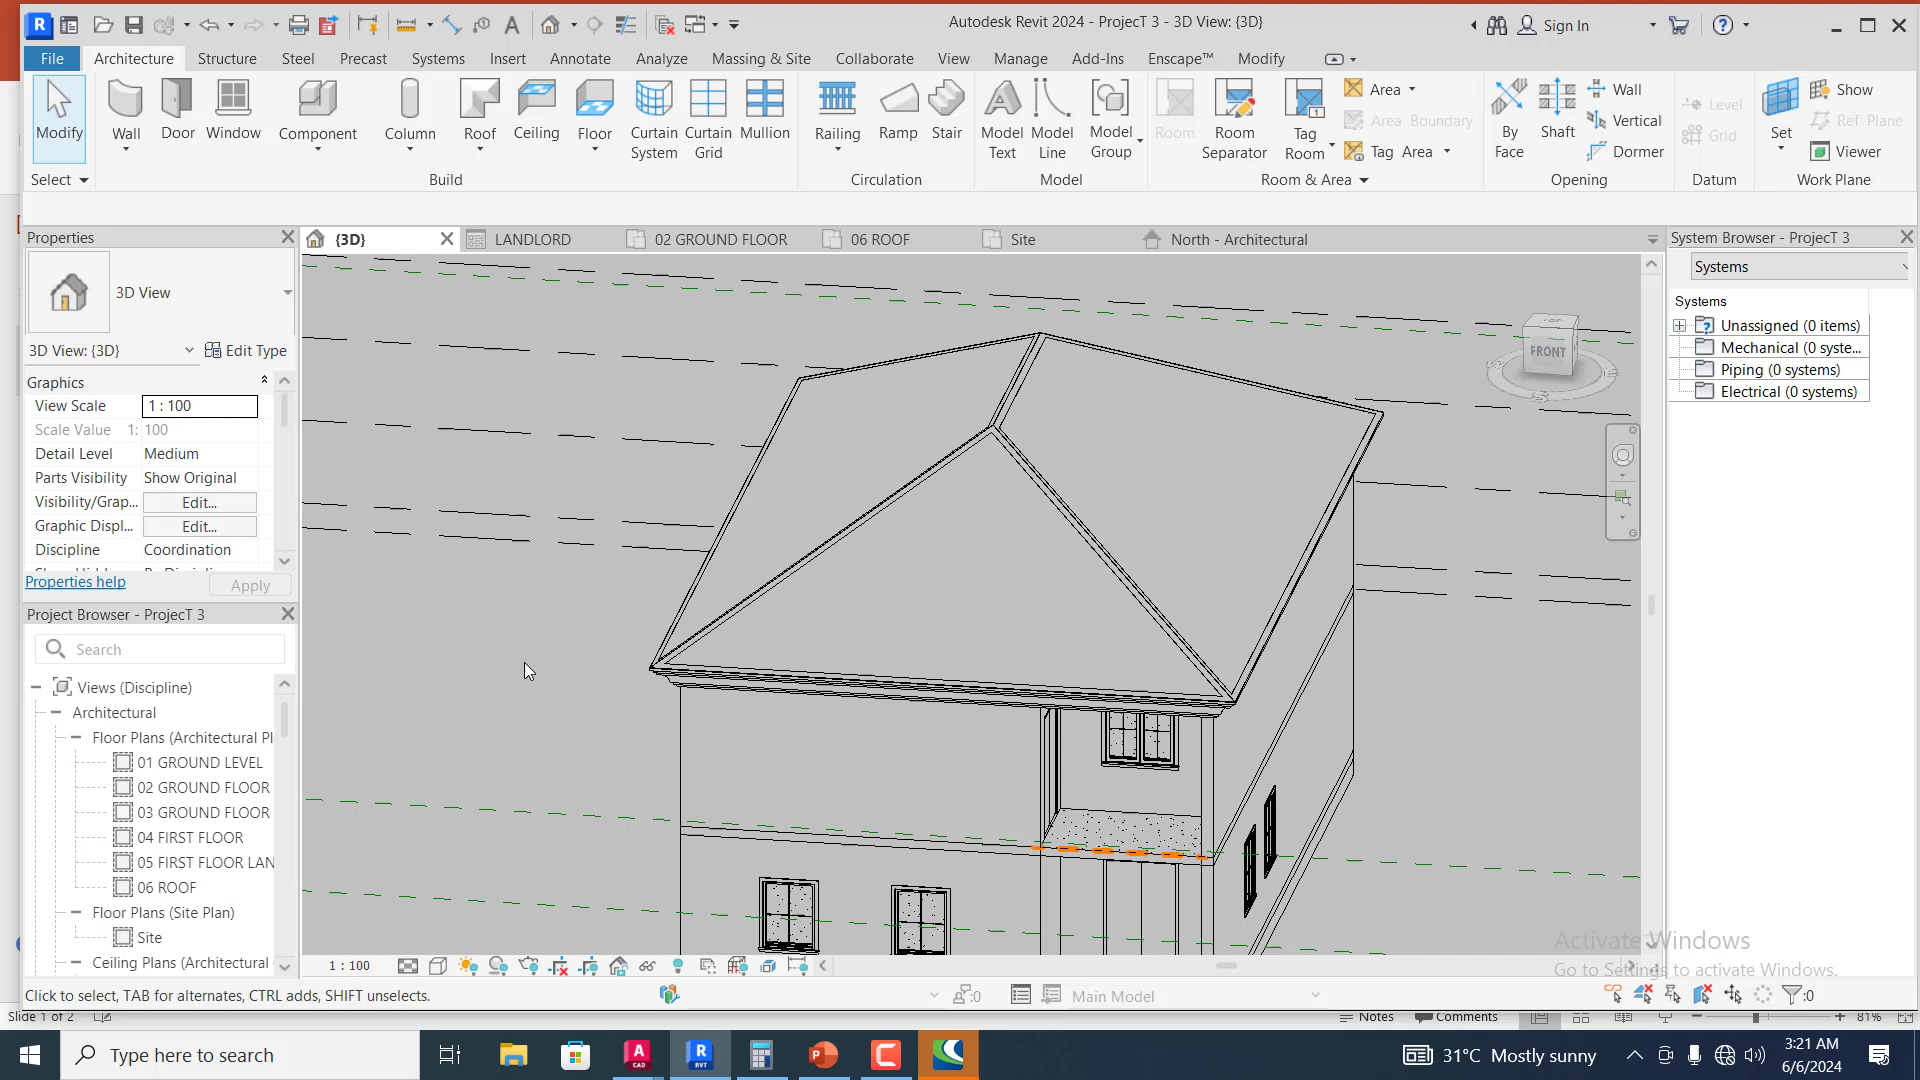 Autodesk Revit 2024 - ProjecT 3 - 3D View: {3D}
Sign In
File Architecture Structure Steel Precast Systems Insert Annotate Analyze Massing & Site Collaborate View Manage Add-Ins Enscape™ Modify
Modify
Wall
Door
Window
Component
Column
Roof
Ceiling
Floor
Curtain System
Curtain Grid
Mullion
Railing
Ramp
Stair
Model Text
Model Line
Model Group
Room
Room Separator
Tag Room
Area
Area Boundary
Tag Area
By Face
Shaft
Wall
Vertical
Dormer
Level
Grid
Set
Show
Ref Plane
Viewer
Select
Build
Circulation
Model
Room & Area
Opening
Datum
Work Plane
Properties
{3D}
LANDLORD
02 GROUND FLOOR
06 ROOF
Site
North - Architectural
System Browser - ProjecT 3
3D View
3D View: {3D}
Edit Type
Graphics
View Scale 1 : 100
Scale Value 1: 100
Detail Level Medium
Parts Visibility Show Original
Visibility/Grap... Edit...
Graphic Displ... Edit...
Discipline Coordination
Properties help
Apply
Project Browser - ProjecT 3
Search
Views (Discipline)
Architectural
Floor Plans (Architectural Pl
01 GROUND LEVEL
02 GROUND FLOOR
03 GROUND FLOOR
04 FIRST FLOOR
05 FIRST FLOOR LAN
06 ROOF
Floor Plans (Site Plan)
Site
Ceiling Plans (Architectural
FRONT
Systems
Systems
Unassigned (0 items)
Mechanical (0 syste...
Piping (0 systems)
Electrical (0 systems)
Activate Windows
Go to Settings to activate Windows.
1 : 100
Click to select, TAB for alternates, CTRL adds, SHIFT unselects.
:0
Main Model
:0
Slide 1 of 2
Notes
Comments
81%
Type here to search
31°C Mostly sunny
3:21 AM
6/6/2024